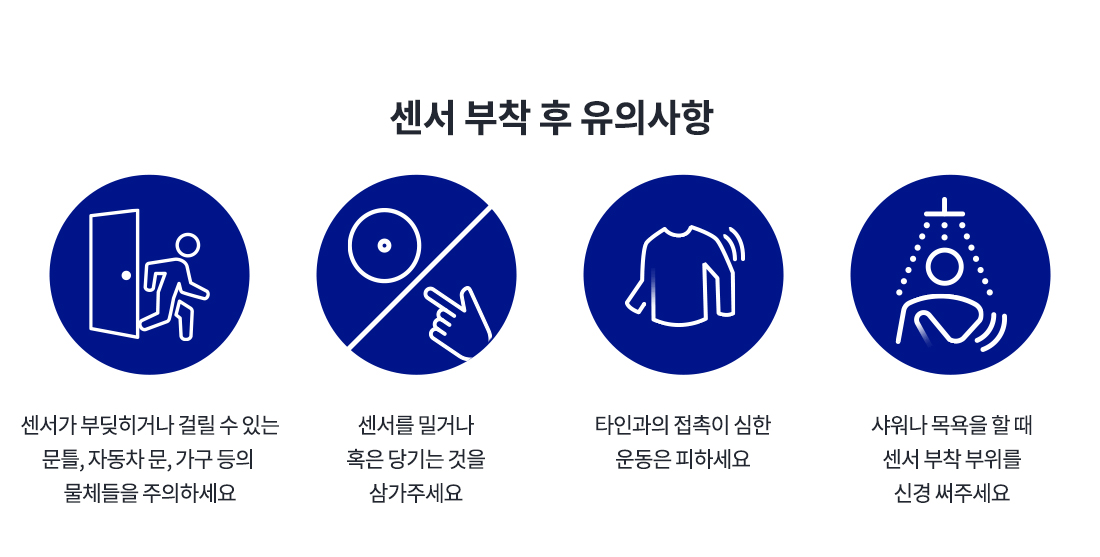 센서 부착 후 유의사항
센서가 부딪히거나 걸릴 수 있는
문틀, 자동차 문, 가구 등의
물체들을 주의하세요
센서를 밀거나
혹은 당기는 것을
삼가주세요
타인과의 접촉이 심한
운동은 피하세요
샤워나 목욕을 할 때
센서 부착 부위를
신경 써주세요